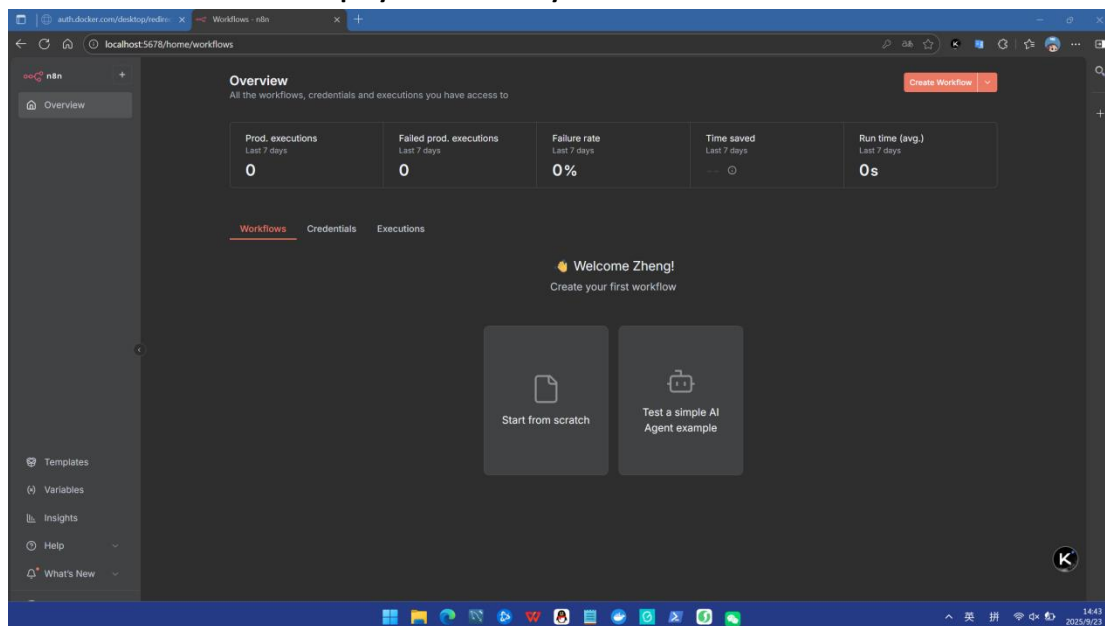 auth.docker.com/desktop/redirec
Workflows - n8n
localhost:5678/home/workflows
n8n
Overview
Overview
All the workflows, credentials and executions you have access to
Create Workflow
Prod. executions
Last 7 days
0
Failed prod. executions
Last 7 days
0
Failure rate
Last 7 days
0%
Time saved
Last 7 days
--
Run time (avg.)
Last 7 days
0s
Workflows
Credentials
Executions
👋 Welcome Zheng!
Create your first workflow
Start from scratch
Test a simple AI
Agent example
Templates
Variables
Insights
Help
What's New
K
英
拼
14:43
2025/9/23